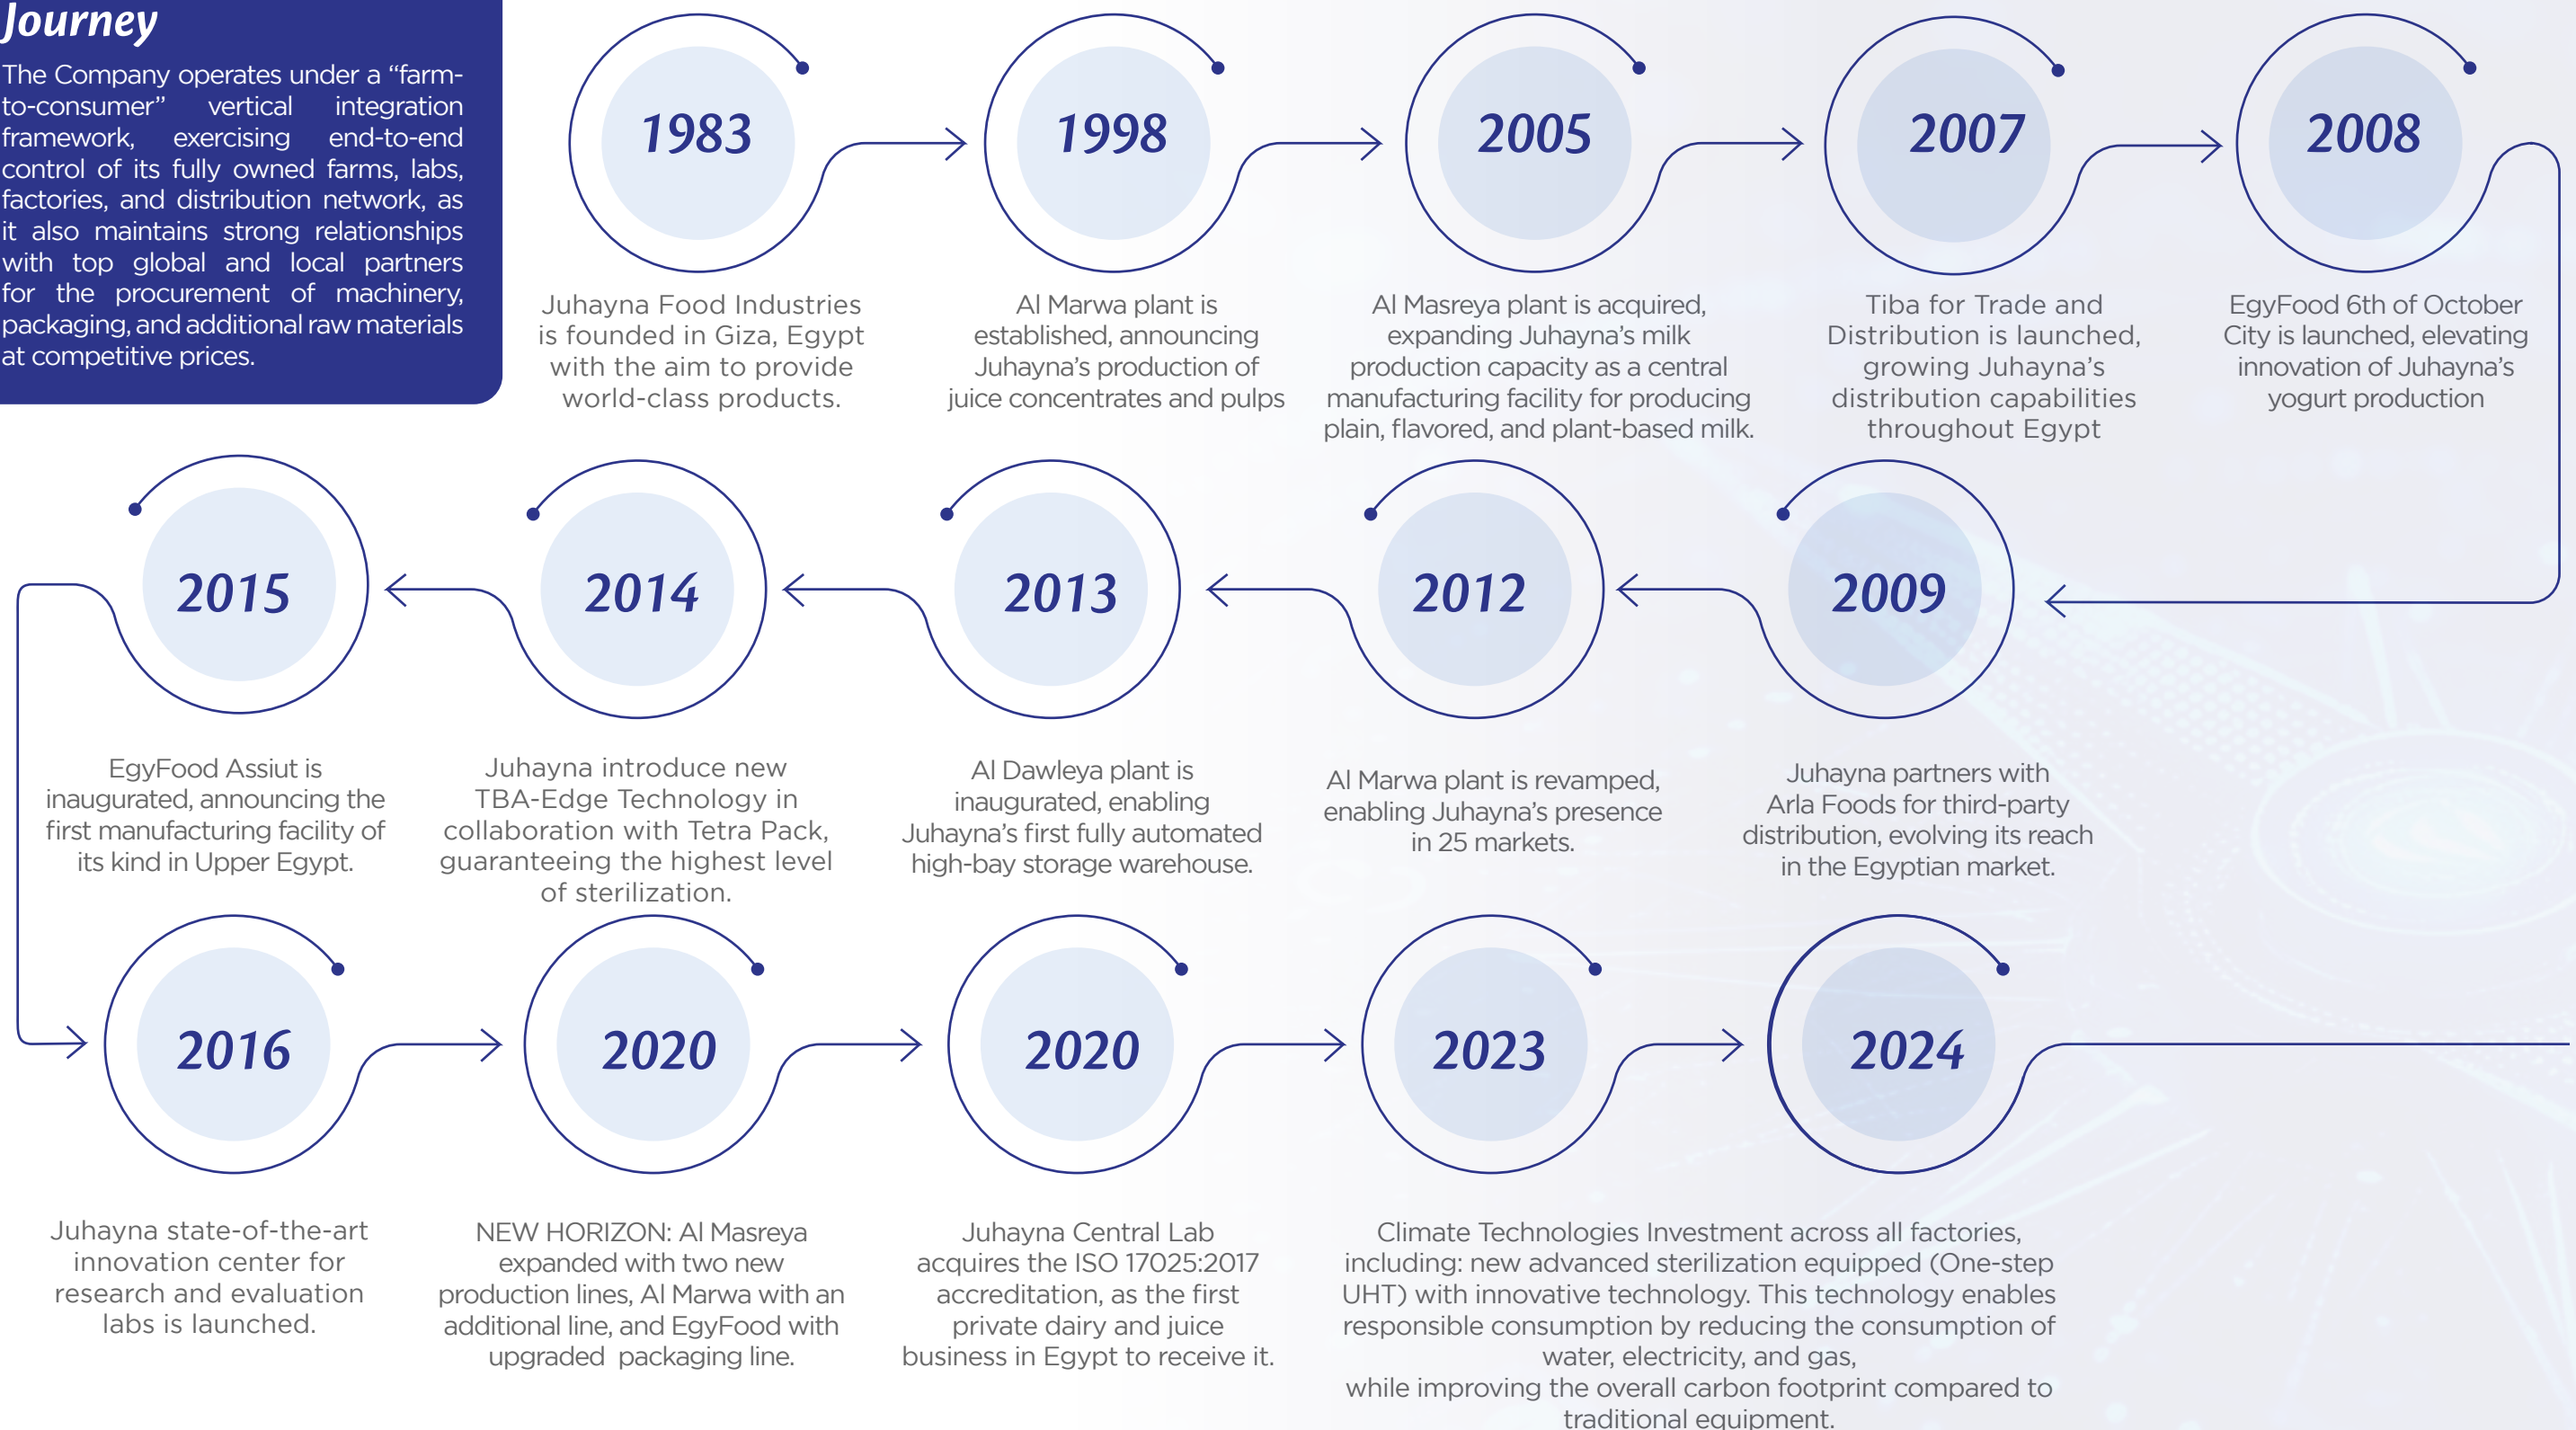 Journey
The Company operates under a “farm-
to-consumer” vertical integration
framework, exercising end-to-end
control of its fully owned farms, labs,
factories, and distribution network, as
it also maintains strong relationships
with top global and local partners
for the procurement of machinery,
packaging, and additional raw materials
at competitive prices.
1983
Juhayna Food Industries
is founded in Giza, Egypt
with the aim to provide
world-class products.
1998
Al Marwa plant is
established, announcing
Juhayna’s production of
juice concentrates and pulps
2005
Al Masreya plant is acquired,
expanding Juhayna’s milk
production capacity as a central
manufacturing facility for producing
plain, flavored, and plant-based milk.
2007
Tiba for Trade and
Distribution is launched,
growing Juhayna’s
distribution capabilities
throughout Egypt
2008
EgyFood 6th of October
City is launched, elevating
innovation of Juhayna’s
yogurt production
2009
Juhayna partners with
Arla Foods for third-party
distribution, evolving its reach
in the Egyptian market.
2012
Al Marwa plant is revamped,
enabling Juhayna’s presence
in 25 markets.
2013
Al Dawleya plant is
inaugurated, enabling
Juhayna’s first fully automated
high-bay storage warehouse.
2014
Juhayna introduce new
TBA-Edge Technology in
collaboration with Tetra Pack,
guaranteeing the highest level
of sterilization.
2015
EgyFood Assiut is
inaugurated, announcing the
first manufacturing facility of
its kind in Upper Egypt.
2016
Juhayna state-of-the-art
innovation center for
research and evaluation
labs is launched.
2020
NEW HORIZON: Al Masreya
expanded with two new
production lines, Al Marwa with an
additional line, and EgyFood with
upgraded packaging line.
2020
Juhayna Central Lab
acquires the ISO 17025:2017
accreditation, as the first
private dairy and juice
business in Egypt to receive it.
2023
2024
Climate Technologies Investment across all factories,
including: new advanced sterilization equipped (One-step
UHT) with innovative technology. This technology enables
responsible consumption by reducing the consumption of
water, electricity, and gas,
while improving the overall carbon footprint compared to
traditional equipment.